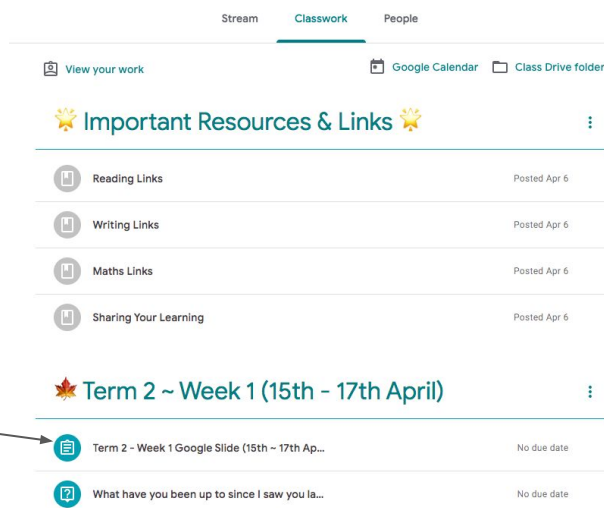 Stream Classwork People
View your work Google Calendar Class Drive folder
🌟 Important Resources & Links 🌟
Reading Links Posted Apr 6
Writing Links Posted Apr 6
Maths Links Posted Apr 6
Sharing Your Learning Posted Apr 6
🍁 Term 2 ~ Week 1 (15th - 17th April)
Term 2 - Week 1 Google Slide (15th ~ 17th Ap... No due date
What have you been up to since I saw you la... No due date